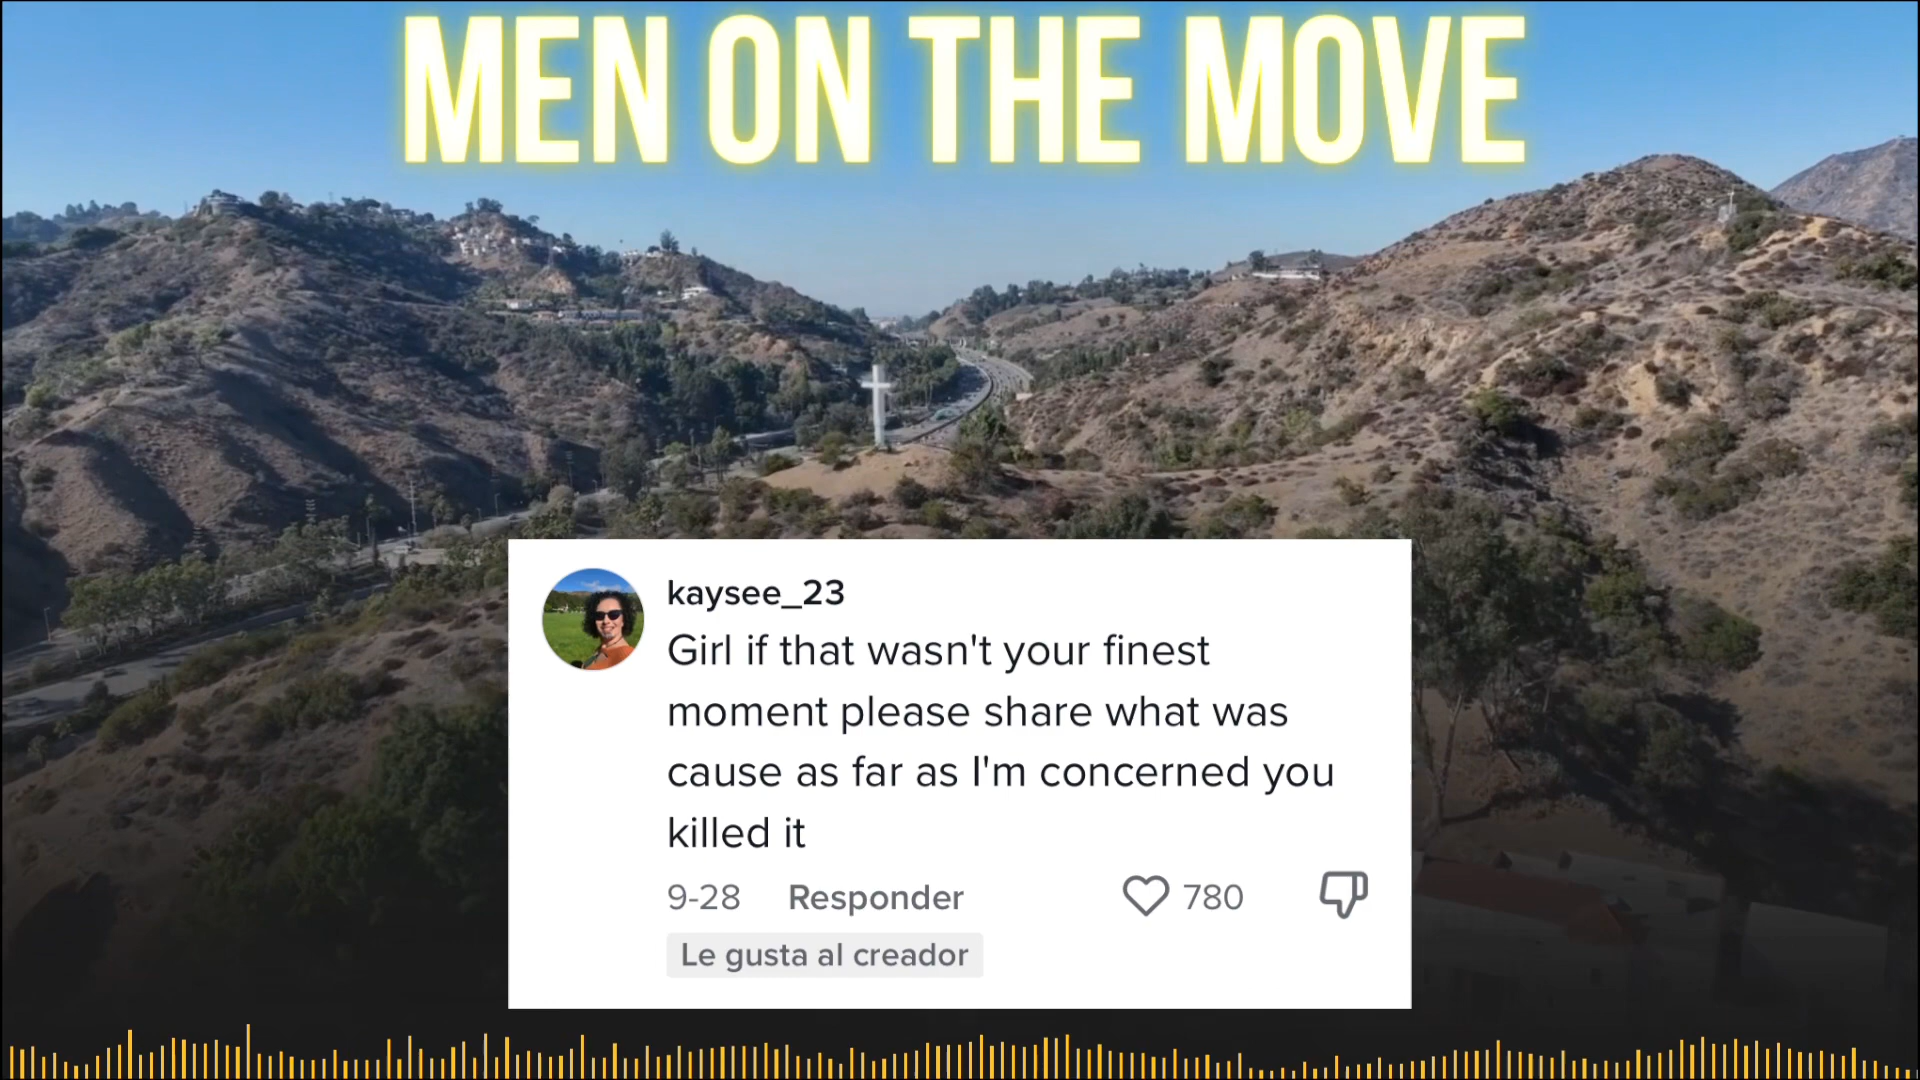 MEN ON THE MOVE
kaysee_23
Girl if that wasn't your finest
moment please share what was
cause as far as I'm concerned you
killed it
9-28 Responder 780
Le gusta al creador